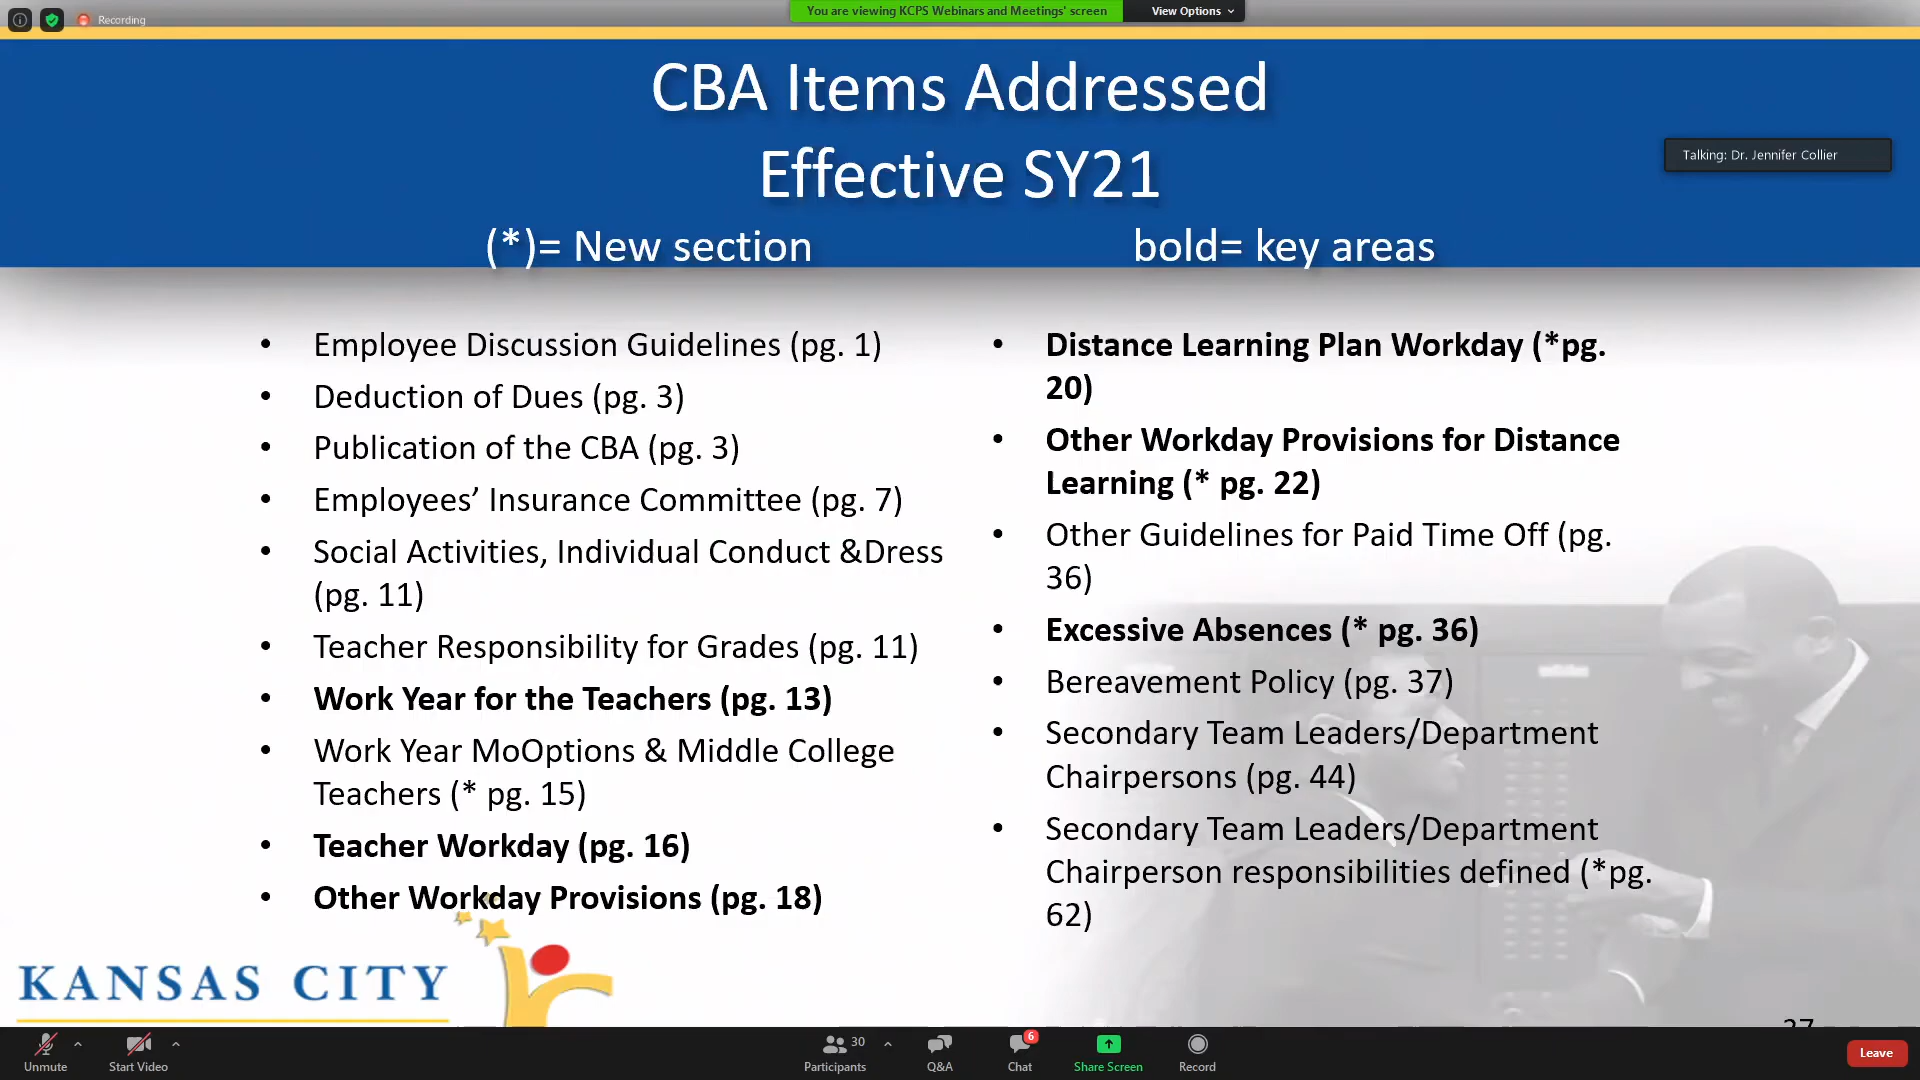 Recording
You are viewing KCPS Webinars and Meetings' screen
View Options
CBA Items Addressed
Effective SY21
Talking: Dr. Jennifer Collier
(*)= New section
bold= key areas
• Employee Discussion Guidelines (pg. 1)
• Deduction of Dues (pg. 3)
• Publication of the CBA (pg. 3)
• Employees’ Insurance Committee (pg. 7)
• Social Activities, Individual Conduct &Dress
(pg. 11)
• Teacher Responsibility for Grades (pg. 11)
• Work Year for the Teachers (pg. 13)
• Work Year MoOptions & Middle College
Teachers (* pg. 15)
• Teacher Workday (pg. 16)
• Other Workday Provisions (pg. 18)
• Distance Learning Plan Workday (*pg.
20)
• Other Workday Provisions for Distance
Learning (* pg. 22)
• Other Guidelines for Paid Time Off (pg.
36)
• Excessive Absences (* pg. 36)
• Bereavement Policy (pg. 37)
• Secondary Team Leaders/Department
Chairpersons (pg. 44)
• Secondary Team Leaders/Department
Chairperson responsibilities defined (*pg.
62)
KANSAS CITY
Unmute
Start Video
Participants
30
Q&A
Chat
6
Share Screen
Record
Leave